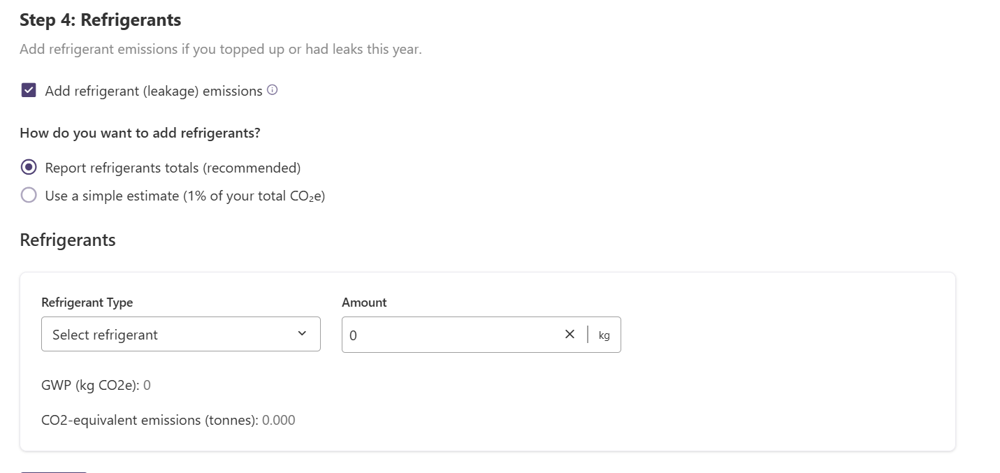 Step 4: Refrigerants
Add refrigerant emissions if you topped up or had leaks this year.
Add refrigerant (leakage) emissions
How do you want to add refrigerants?
Report refrigerants totals (recommended)
Use a simple estimate (1% of your total CO₂e)
Refrigerants
Refrigerant Type Amount
Select refrigerant 0 kg
GWP (kg CO2e): 0
CO2-equivalent emissions (tonnes): 0.000